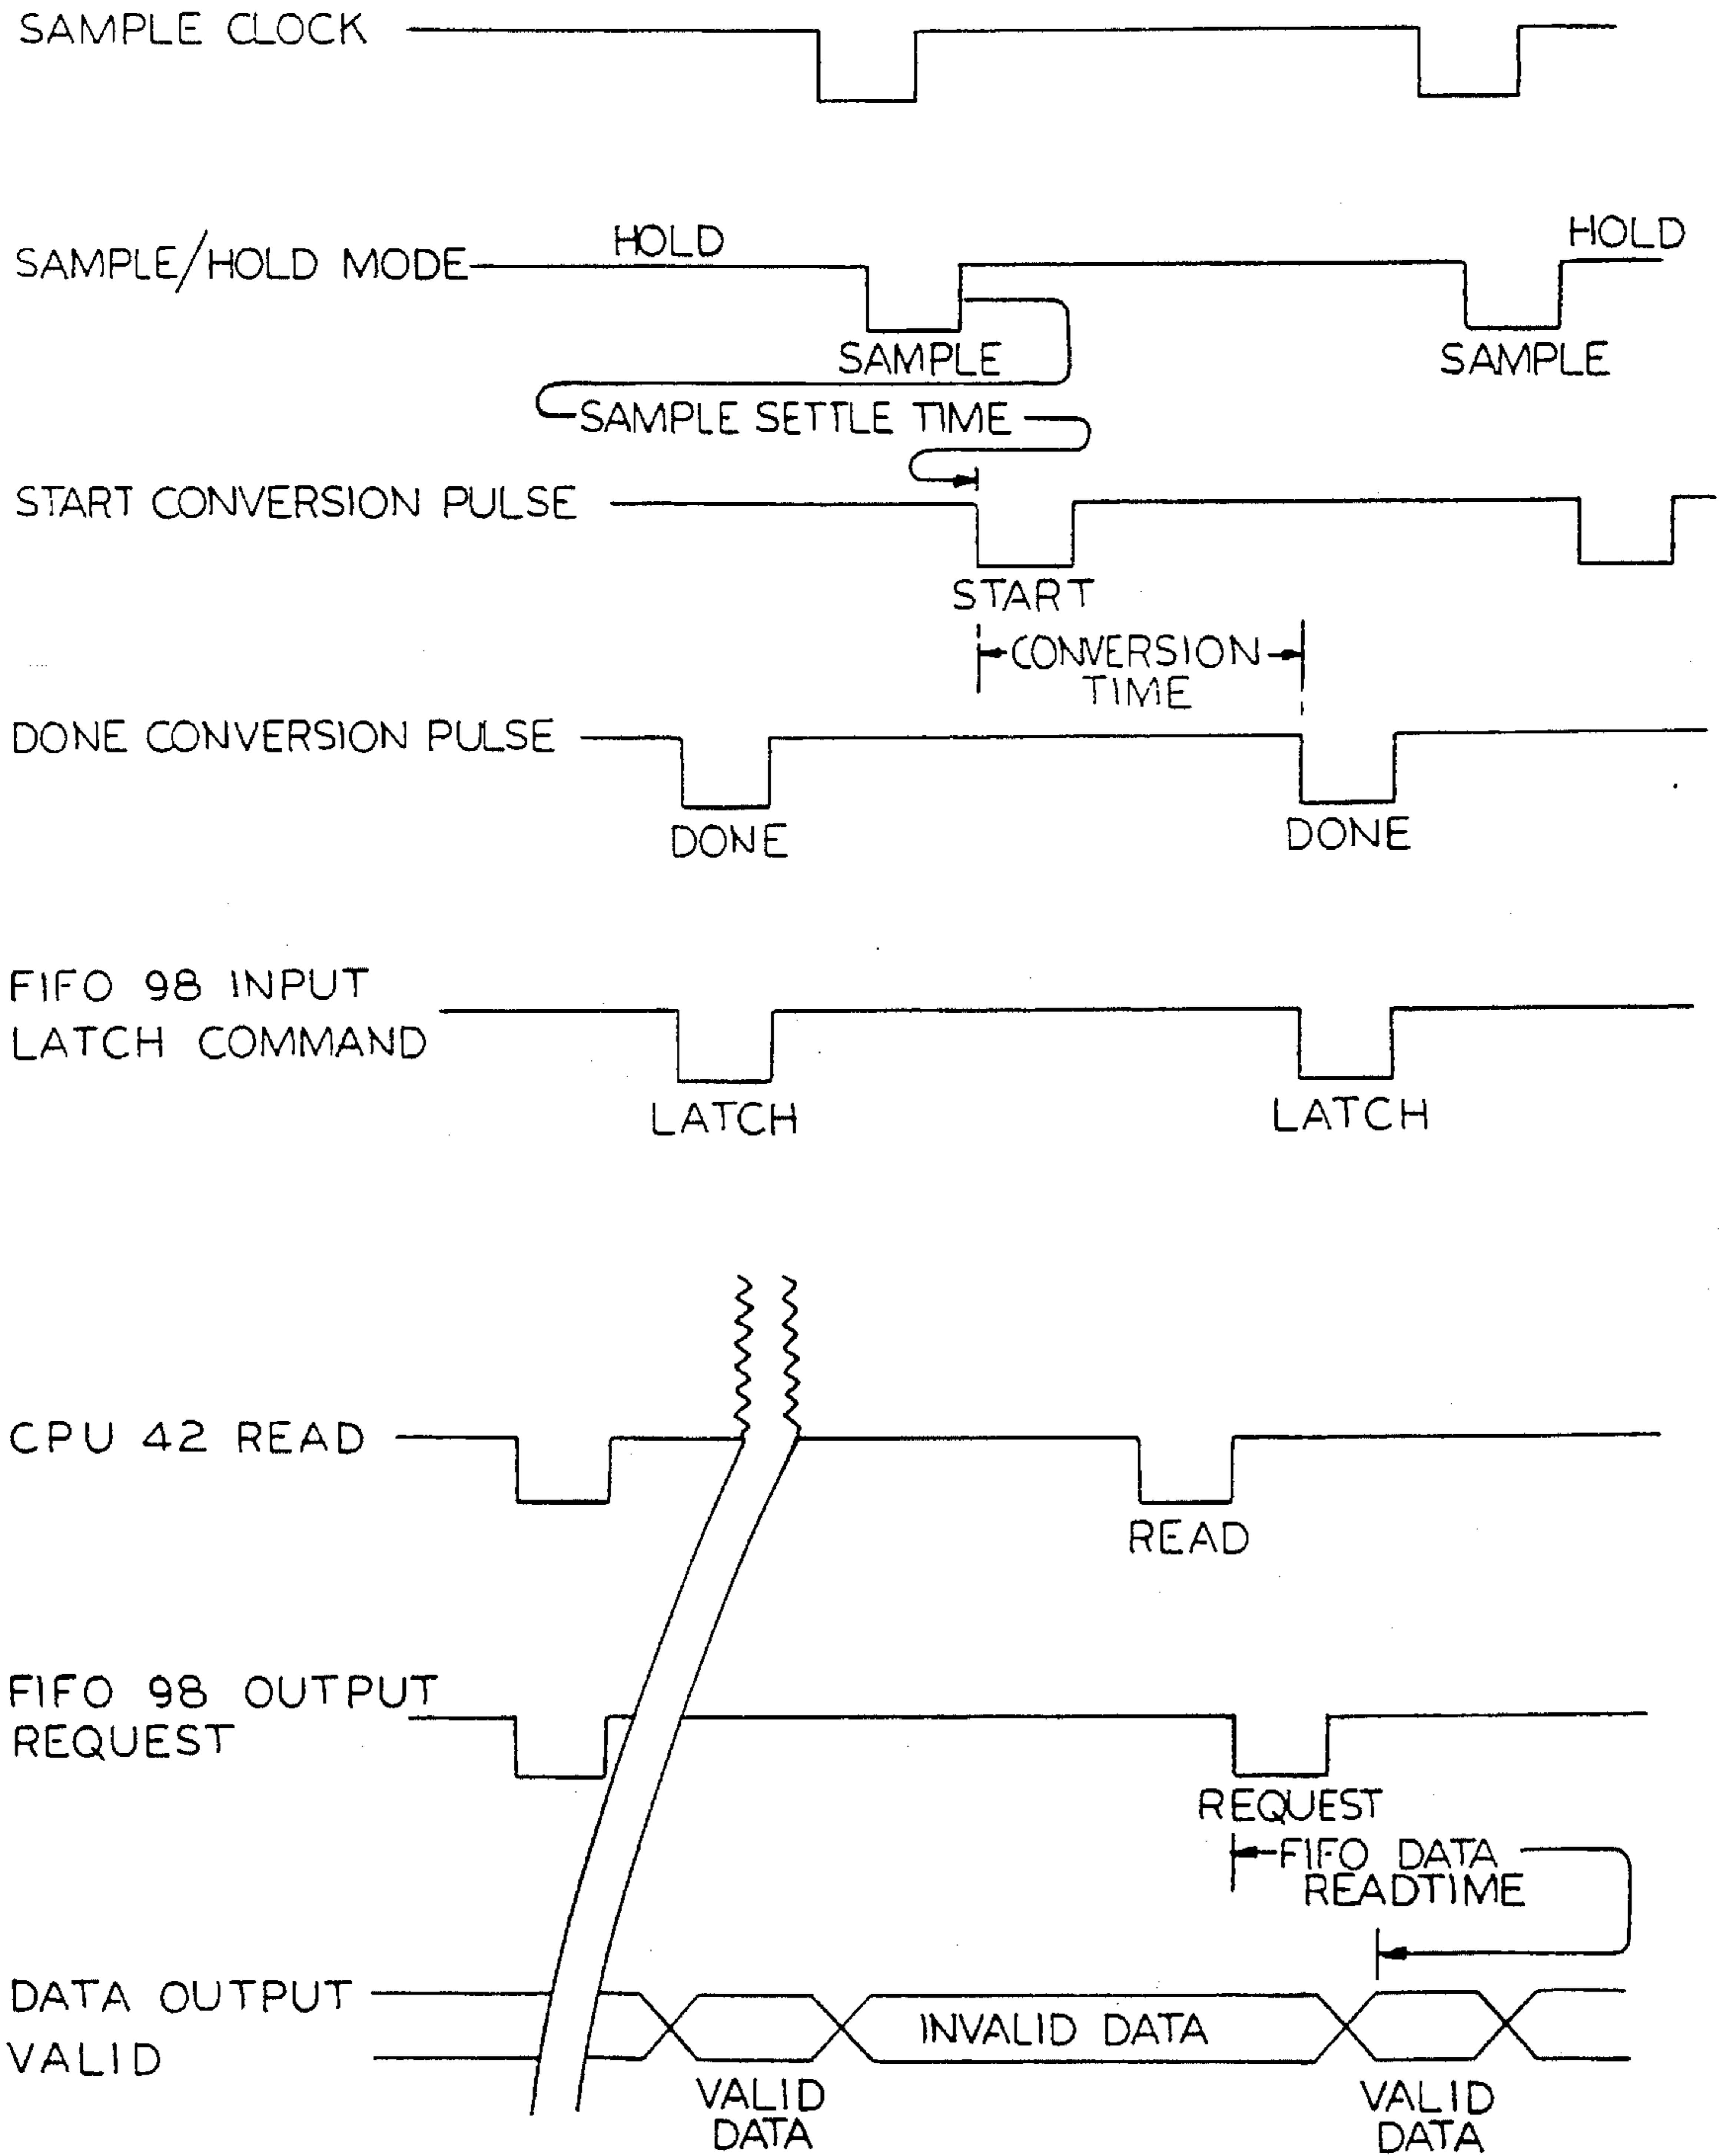 SAMPLE CLOCK
HOLD
HOLD
SAMPLE/HOLD MODE
SAMPLE
SAMPLE
SAMPLE SETTLE TIME
START CONVERSION PULSE
START
CONVERSION
TIME
DONE CONVERSION PULSE
DONE
DONE
FIFO 98 INPUT
LATCH COMMAND
LATCH
LATCH
CPU 42 READ
READ
FIFO 98 OUTPUT
REQUEST
REQUEST
FIFO DATA
READTIME
DATA OUTPUT
VALID
INVALID DATA
VALID
DATA
VALID
DATA